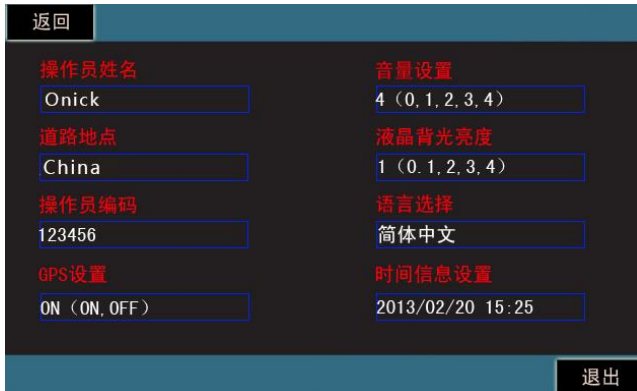 返回
操作员姓名
Onick
道路地点
China
操作员编码
123456
GPS设置
ON（ON,OFF）
音量设置
4（0,1,2,3,4）
液晶背光亮度
1（0.1,2,3,4）
语言选择
简体中文
时间信息设置
2013/02/20 15:25
退出